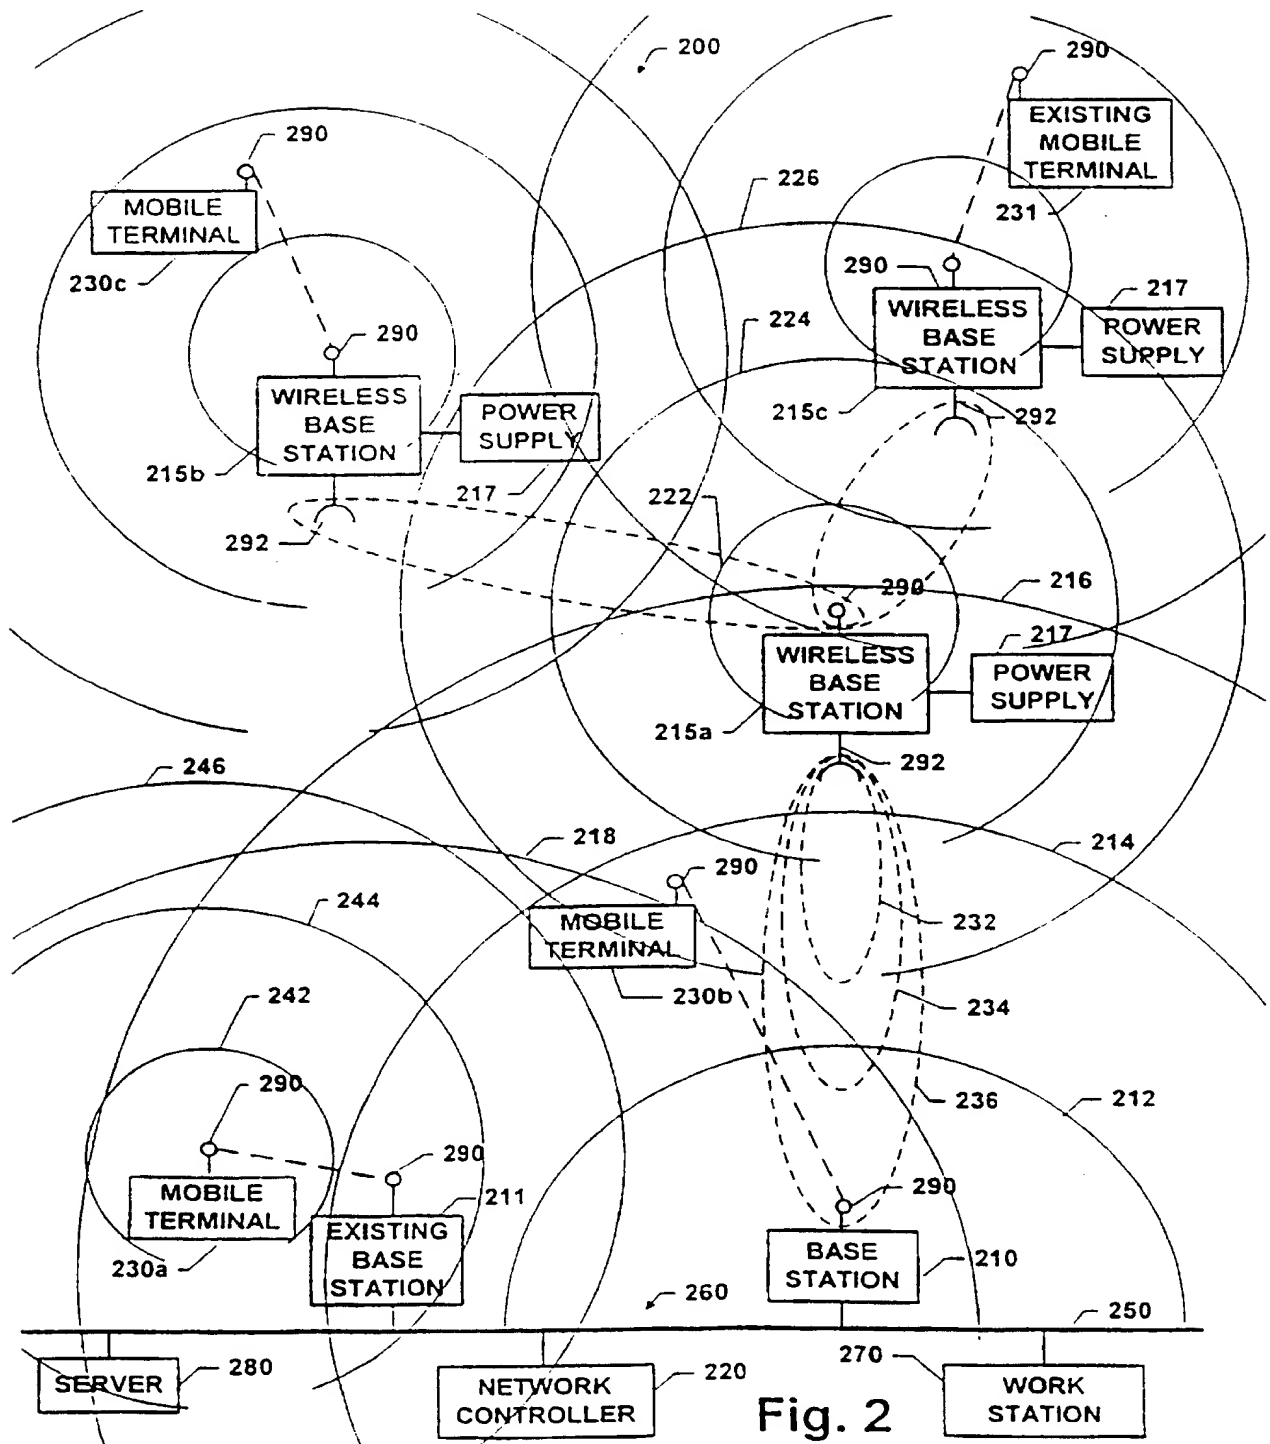 200
290
EXISTING
MOBILE
TERMINAL
231
290
MOBILE
TERMINAL
230c
226
290
WIRELESS
BASE
STATION
215c
217
POWER
SUPPLY
292
224
290
WIRELESS
BASE
STATION
215b
POWER
SUPPLY
217
292
222
290
216
WIRELESS
BASE
STATION
215a
217
POWER
SUPPLY
292
246
218
214
290
MOBILE
TERMINAL
230b
244
232
234
242
236
212
290
MOBILE
TERMINAL
230a
290
211
EXISTING
BASE
STATION
290
BASE
STATION
210
260
250
SERVER
280
NETWORK
CONTROLLER
220
270
WORK
STATION
Fig. 2